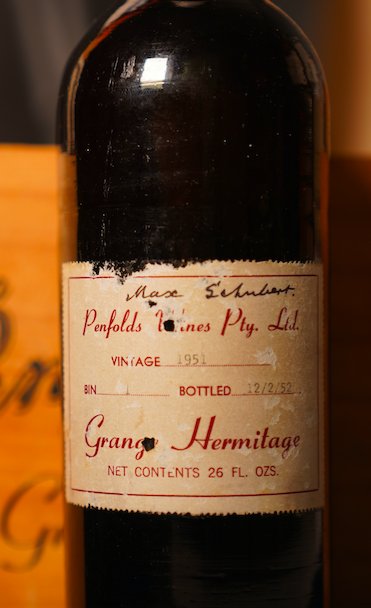 Max Schubert.
Penfolds Wines Pty. Ltd.
VINTAGE 1951
BIN 1 BOTTLED 12/2/52
Grange Hermitage
NET CONTENTS 26 FL. OZS.